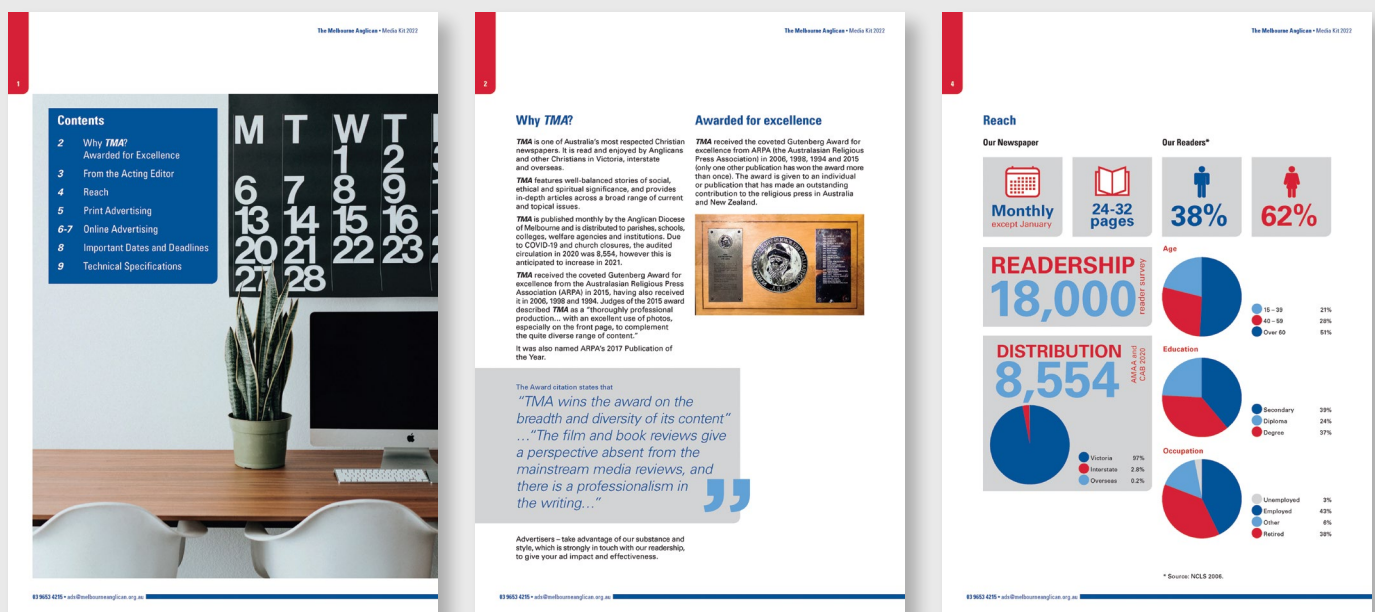 The Melbourne Anglican • Media Kit 2022
1
Contents
2 Why TMA?
Awarded for Excellence
3 From the Acting Editor
4 Reach
5 Print Advertising
6-7 Online Advertising
8 Important Dates and Deadlines
9 Technical Specifications
M T W T
1 2
6 7 8 9
13 14 15 16
20 21 22 23
27 28
03 9653 4215 • ads@melbourneanglican.org.au
The Melbourne Anglican • Media Kit 2022
2
Why TMA?
TMA is one of Australia's most respected Christian
newspapers. It is read and enjoyed by Anglicans
and other Christians in Victoria, interstate
and overseas.
TMA features well-balanced stories of social,
ethical and spiritual significance, and provides
in-depth articles across a broad range of current
and topical issues.
TMA is published monthly by the Anglican Diocese
of Melbourne and is distributed to parishes, schools,
colleges, welfare agencies and institutions. Due
to COVID-19 and church closures, the audited
circulation in 2020 was 8,554, however this is
anticipated to increase in 2021.
TMA received the coveted Gutenberg Award for
excellence from the Australasian Religious Press
Association (ARPA) in 2015, having also received
it in 2006, 1998 and 1994. Judges of the 2015 award
described TMA as a "thoroughly professional
production... with an excellent use of photos,
especially on the front page, to complement
the quite diverse range of content."
It was also named ARPA's 2017 Publication of
the Year.
Awarded for excellence
TMA received the coveted Gutenberg Award for
excellence from ARPA (the Australasian Religious
Press Association) in 2006, 1998, 1994 and 2015
(only one other publication has won the award more
than once). The award is given to an individual
or publication that has made an outstanding
contribution to the religious press in Australia
and New Zealand.
The Award citation states that
"TMA wins the award on the
breadth and diversity of its content"
..."The film and book reviews give
a perspective absent from the
mainstream media reviews, and
there is a professionalism in
the writing..."
Advertisers – take advantage of our substance and
style, which is strongly in touch with our readership,
to give your ad impact and effectiveness.
03 9653 4215 • ads@melbourneanglican.org.au
The Melbourne Anglican • Media Kit 2022
4
Reach
Our Newspaper
Monthly
except January
24-32
pages
READERSHIP
18,000
reader survey
DISTRIBUTION
8,554
AMAA and
CAB 2020
Victoria 97%
Interstate 2.8%
Overseas 0.2%
Our Readers*
38%
62%
Age
15 – 39 21%
40 – 59 28%
Over 60 51%
Education
Secondary 39%
Diploma 24%
Degree 37%
Occupation
Unemployed 3%
Employed 43%
Other 6%
Retired 38%
* Source: NCLS 2006.
03 9653 4215 • ads@melbourneanglican.org.au